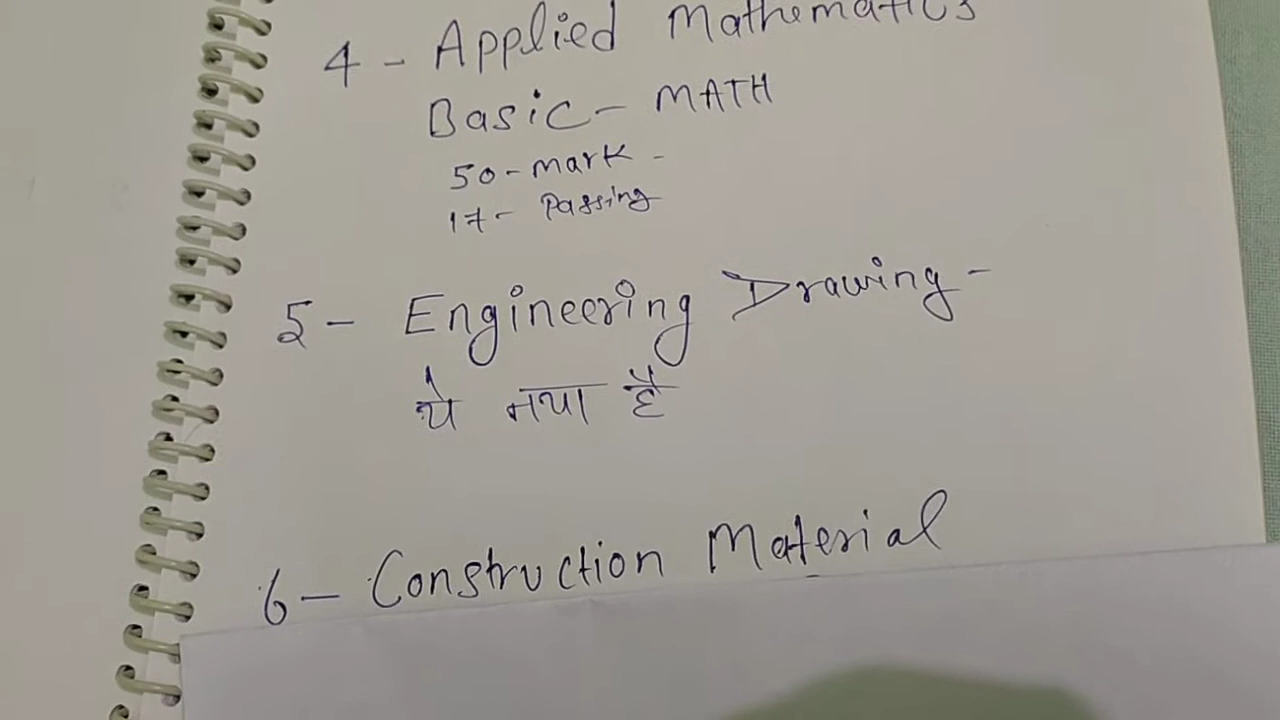 4 - Applied Mathematics
Basic - MATH
50 - mark -
17 - Passing
5 - Engineering Drawing -
ये नया है
6 - Construction Material